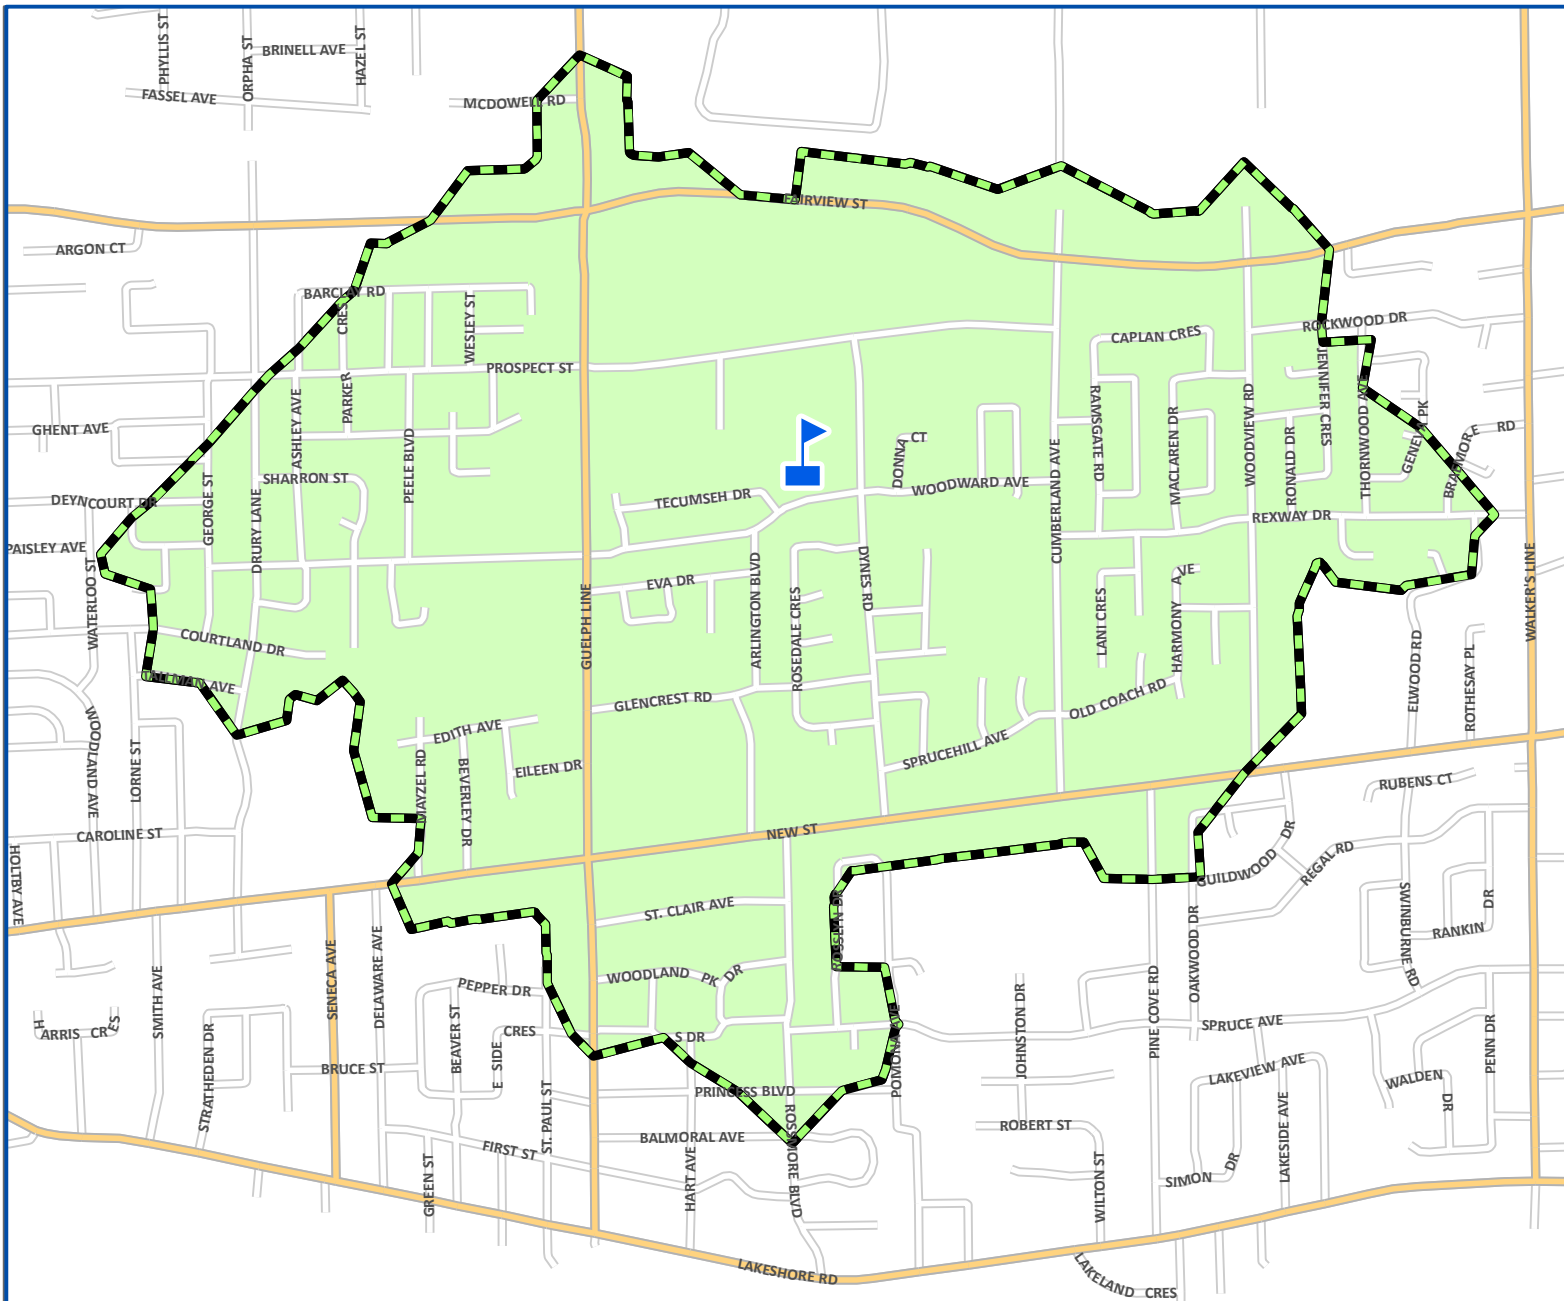 PHYLLIS ST
ORPHA ST
BRINELL AVE
HAZEL ST
FASSEL AVE
MCDOWELL RD
FAIRVIEW ST
ARGON CT
BARCLAY RD
PARKER CRES
WESLEY ST
PROSPECT ST
CAPLAN CRES
ROCKWOOD DR
GHENT AVE
ASHLEY AVE
PEELE BLVD
DONNA CT
RAMSGATE RD
MACLAREN DR
WOODVIEW RD
RONALD DR
JENNIFER CRES
THORNWOOD AVE
GENEVA PK
BRADMORE RD
DEYNCOURT DR
GEORGE ST
SHARRON ST
DRURY LANE
TECUMSEH DR
WOODWARD AVE
CUMBERLAND AVE
REXWAY DR
PAISLEY AVE
WATERLOO ST
GUELPH LINE
EVA DR
ARLINGTON BLVD
ROSEDALE CRES
DYNES RD
LANI CRES
HARMONY AVE
WALKER'S LINE
COURTLAND DR
TALLMAN AVE
ELWOOD RD
ROTHESAY PL
WOODLAND AVE
LORNE ST
EDITH AVE
GLENCREST RD
OLD COACH RD
SPRUCEHILL AVE
MAYZEL RD
BEVERLEY DR
EILEEN DR
RUBENS CT
CAROLINE ST
NEW ST
HOLTBY AVE
GUILDWOOD DR
REGAL RD
ST. CLAIR AVE
ROSSLYN DR
OAKWOOD DR
SWINBURNE RD
RANKIN DR
SENECA AVE
DELAWARE AVE
SMITH AVE
PEPPER DR
WOODLAND PK DR
JOHNSTON DR
PINE COVE RD
HARRIS CRES
STRATHEDEN DR
BEAVER ST
E SIDE CRES
S DR
POMONA AVE
SPRUCE AVE
PENN DR
BRUCE ST
LAKEVIEW AVE
WALDEN DR
PRINCESS BLVD
ST. PAUL ST
LAKESIDE AVE
FIRST ST
BALMORAL AVE
ROSSMORE BLVD
ROBERT ST
GREEN ST
HART AVE
WILTON ST
SIMON DR
LAKESHORE RD
LAKELAND CRES